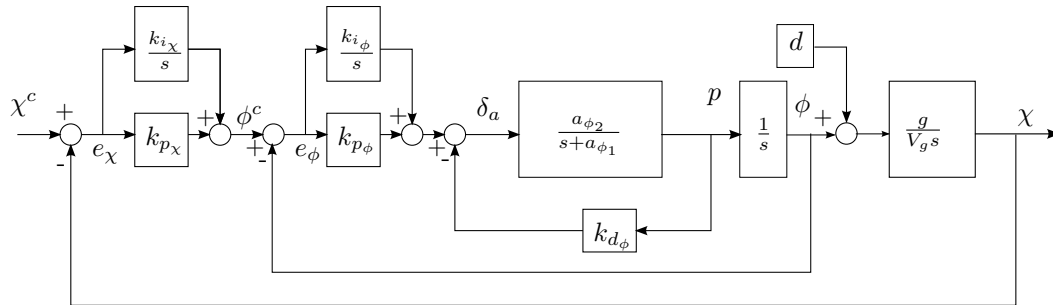 k_{i_χ}/s
k_{i_ϕ}/s
d
χ^c
+
+
ϕ^c
+
δ_a
p
ϕ
+
χ
k_{p_χ}
k_{p_ϕ}
a_{ϕ_2}/(s+a_{ϕ_1})
1/s
g/(V_g s)
-
e_χ
+
-
e_ϕ
+
-
k_{d_ϕ}